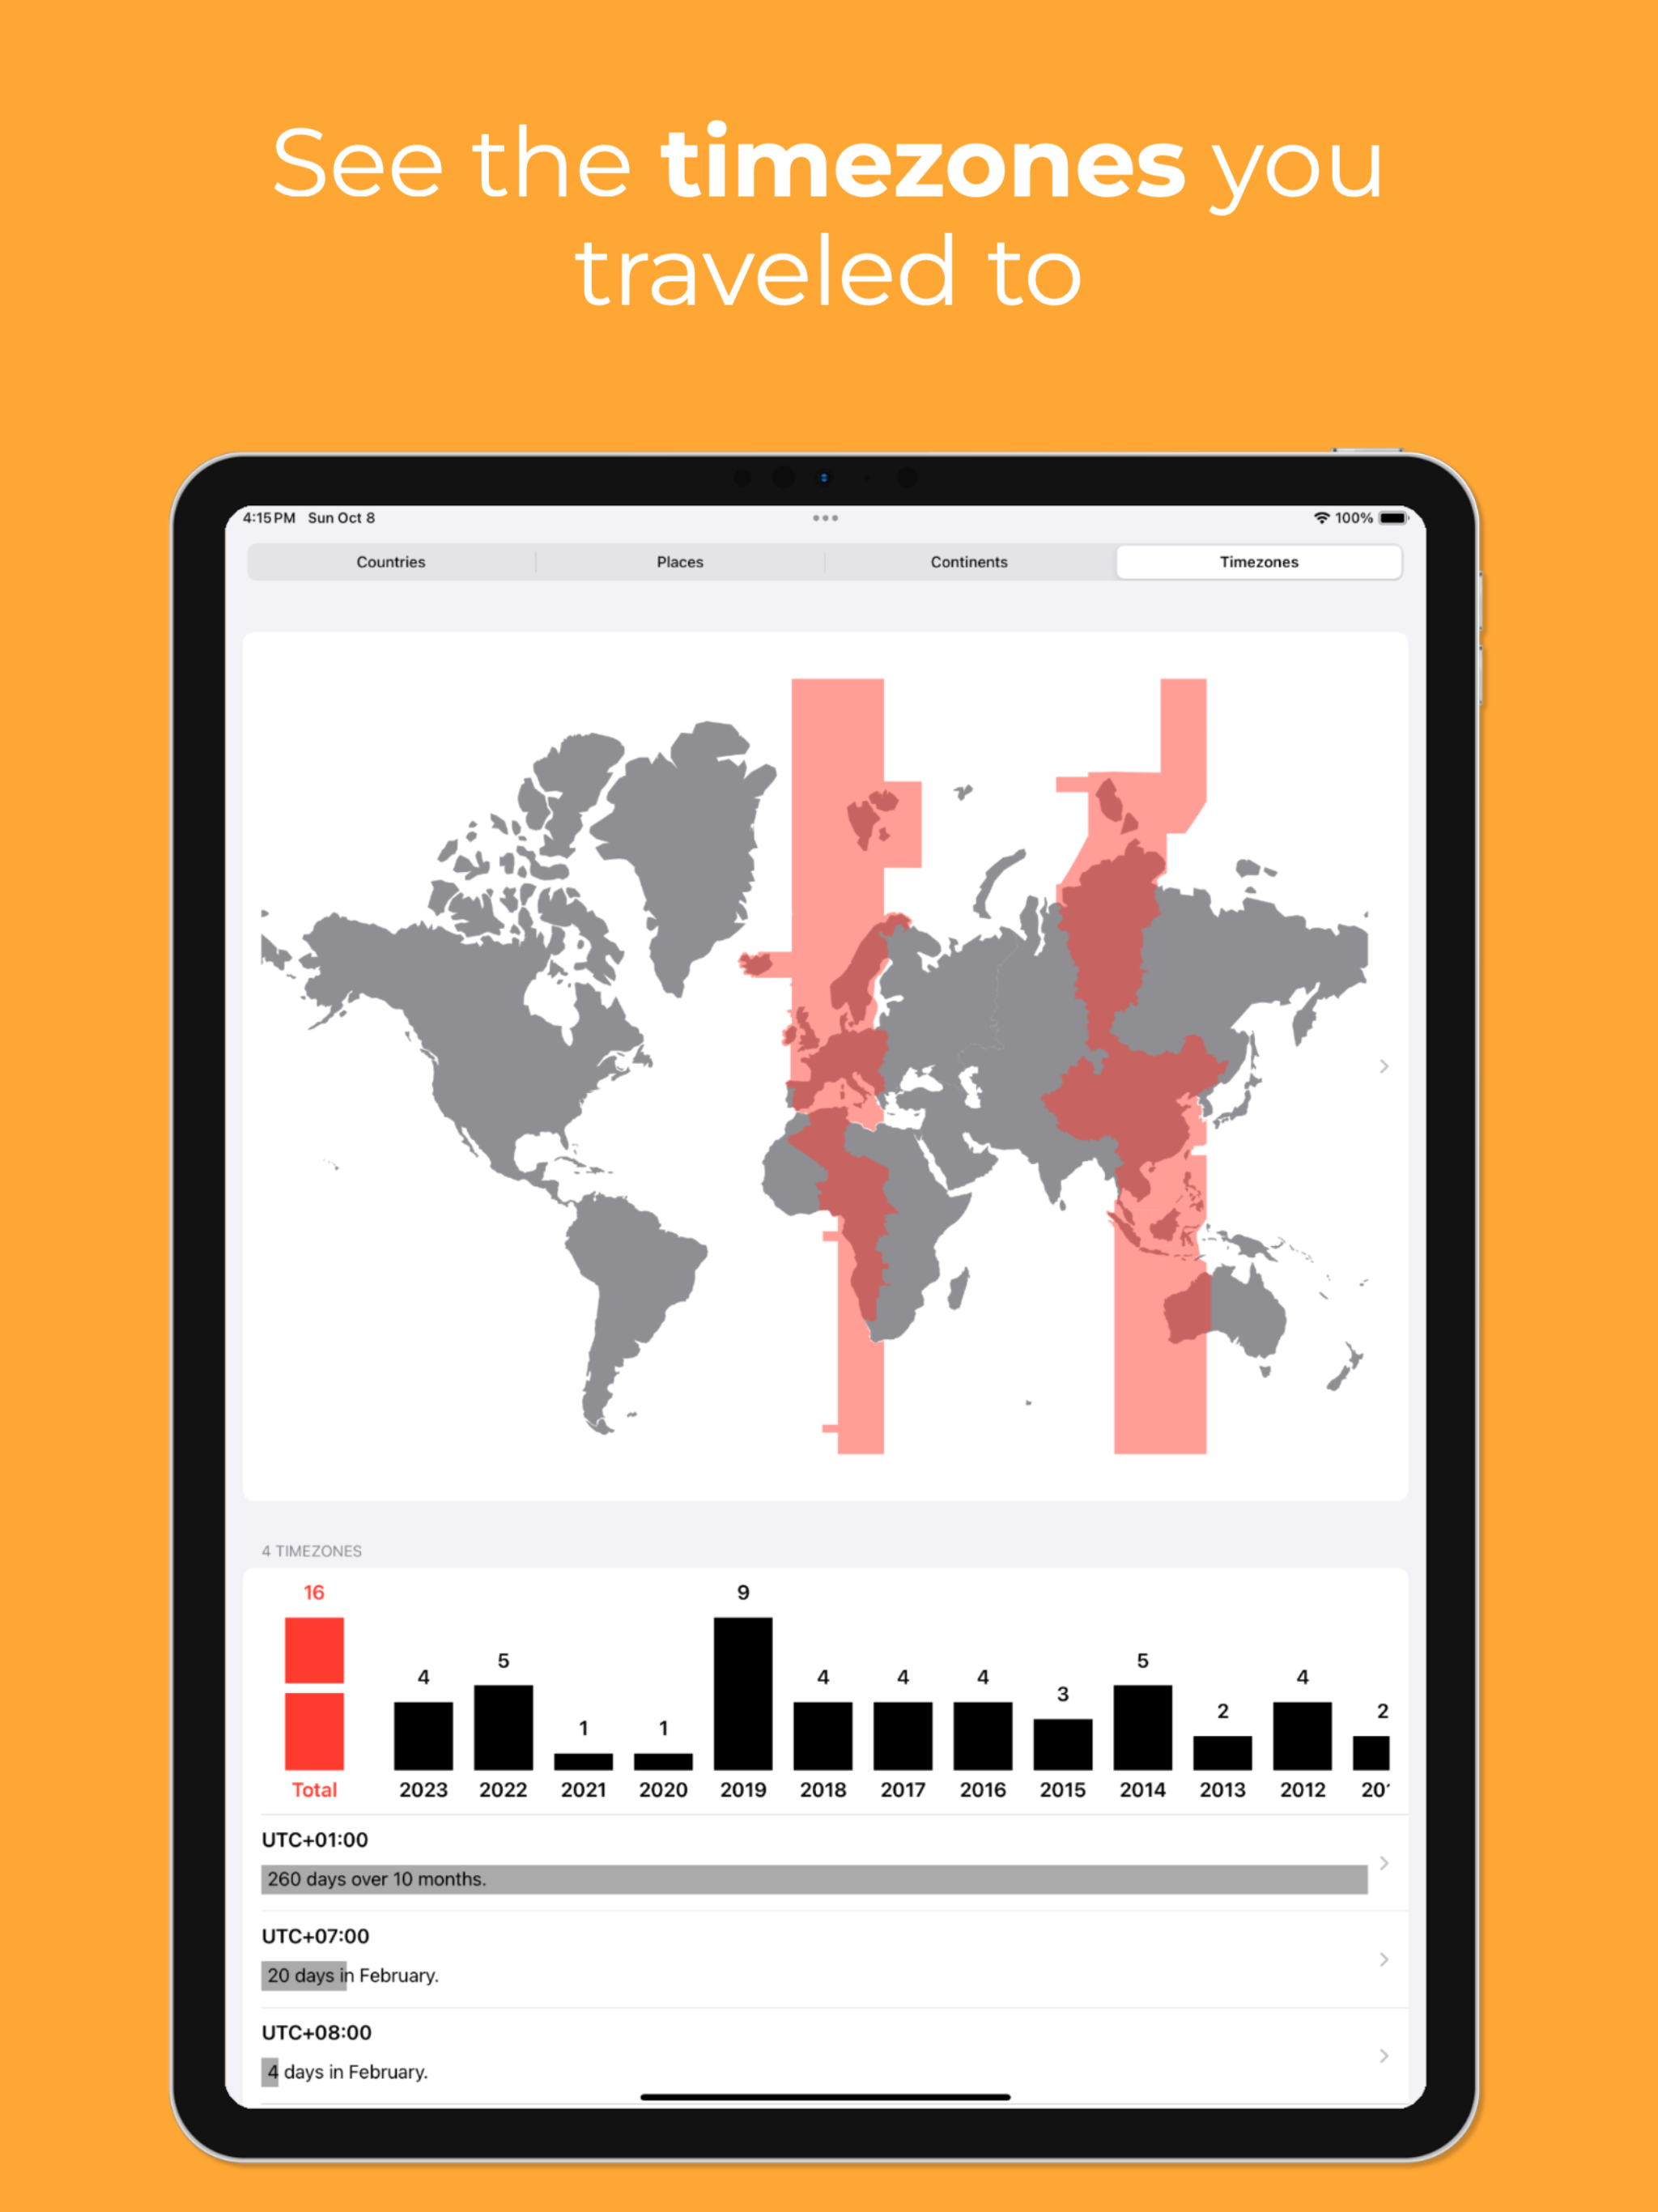 See the timezones you
traveled to
4:15 PM Sun Oct 8
100%
Countries Places Continents Timezones
4 TIMEZONES
16 4 5 1 1 9 4 4 4 3 5 2 4 2
Total 2023 2022 2021 2020 2019 2018 2017 2016 2015 2014 2013 2012
UTC+01:00
260 days over 10 months.
UTC+07:00
20 days in February.
UTC+08:00
4 days in February.